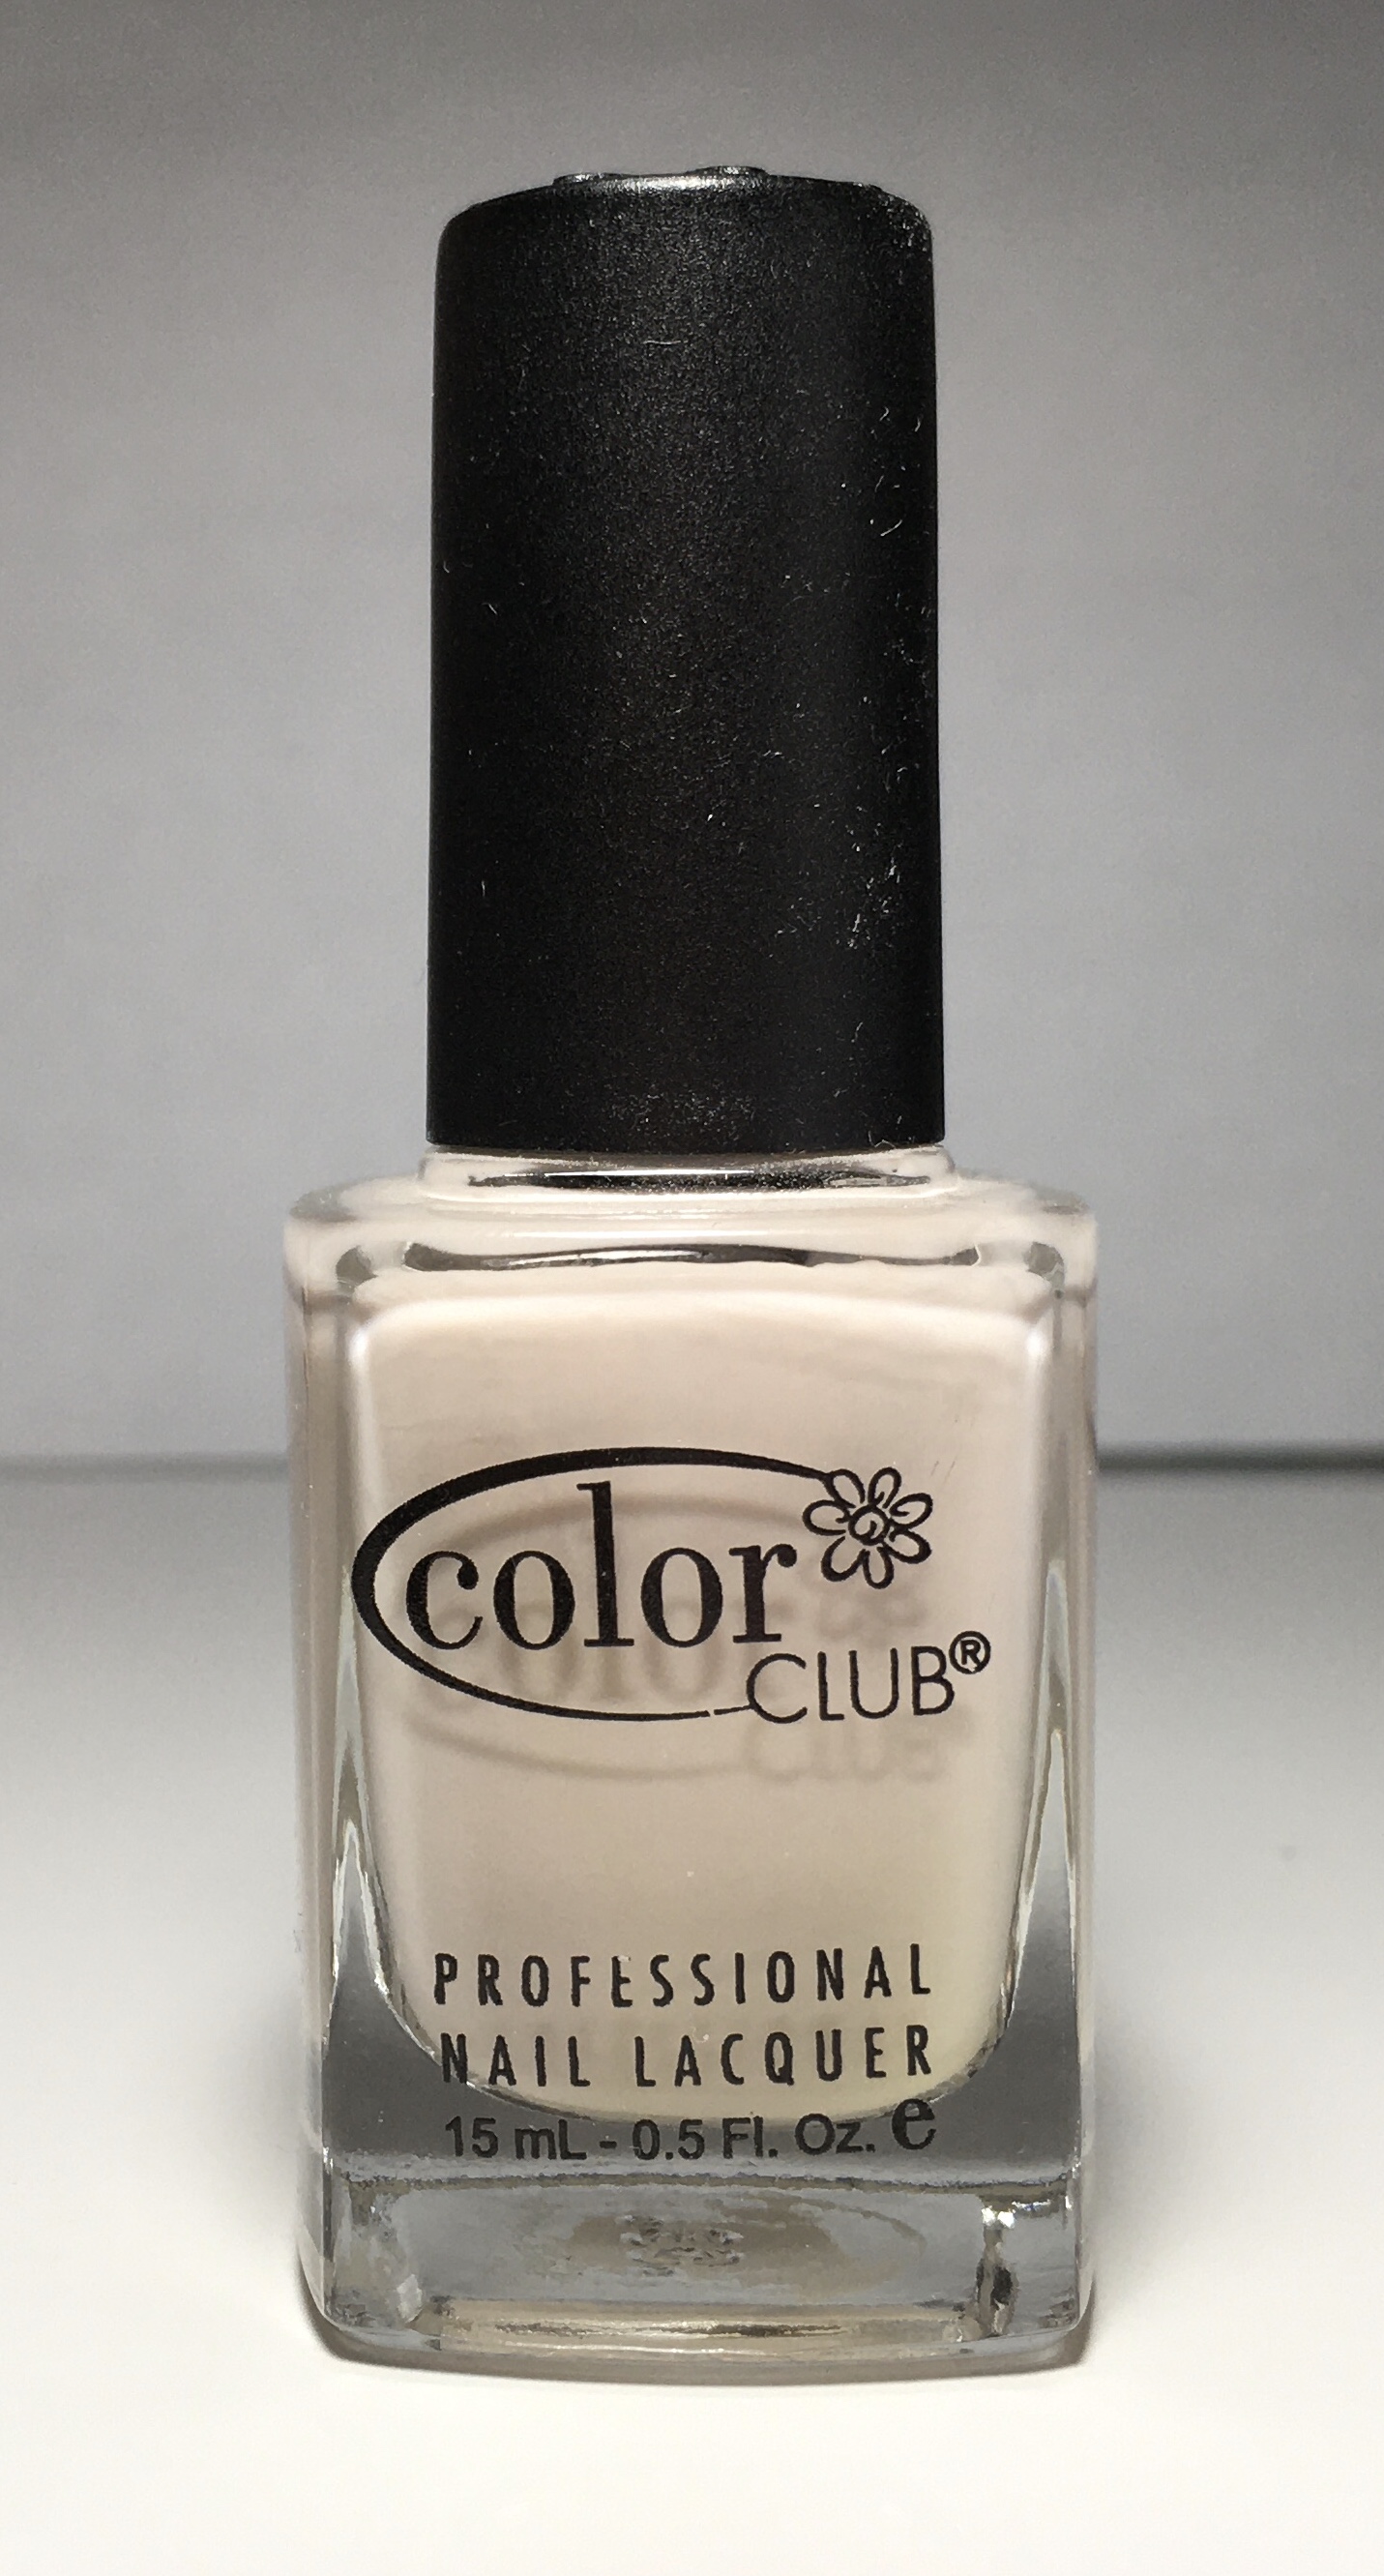 color
CLUB®
PROFESSIONAL
NAIL LACQUER
15 mL - 0.5 Fl. Oz. e